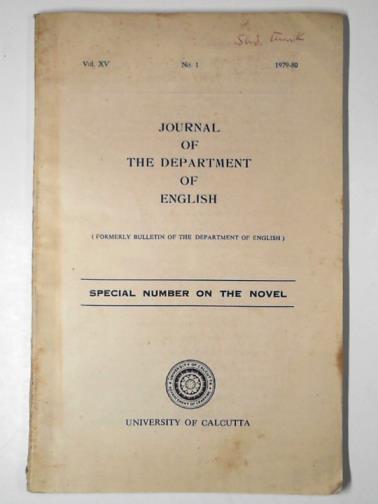 Vol. XV No. 1 1979-80
JOURNAL
OF
THE DEPARTMENT
OF
ENGLISH
( FORMERLY BULLETIN OF THE DEPARTMENT OF ENGLISH )
SPECIAL NUMBER ON THE NOVEL
UNIVERSITY OF CALCUTTA